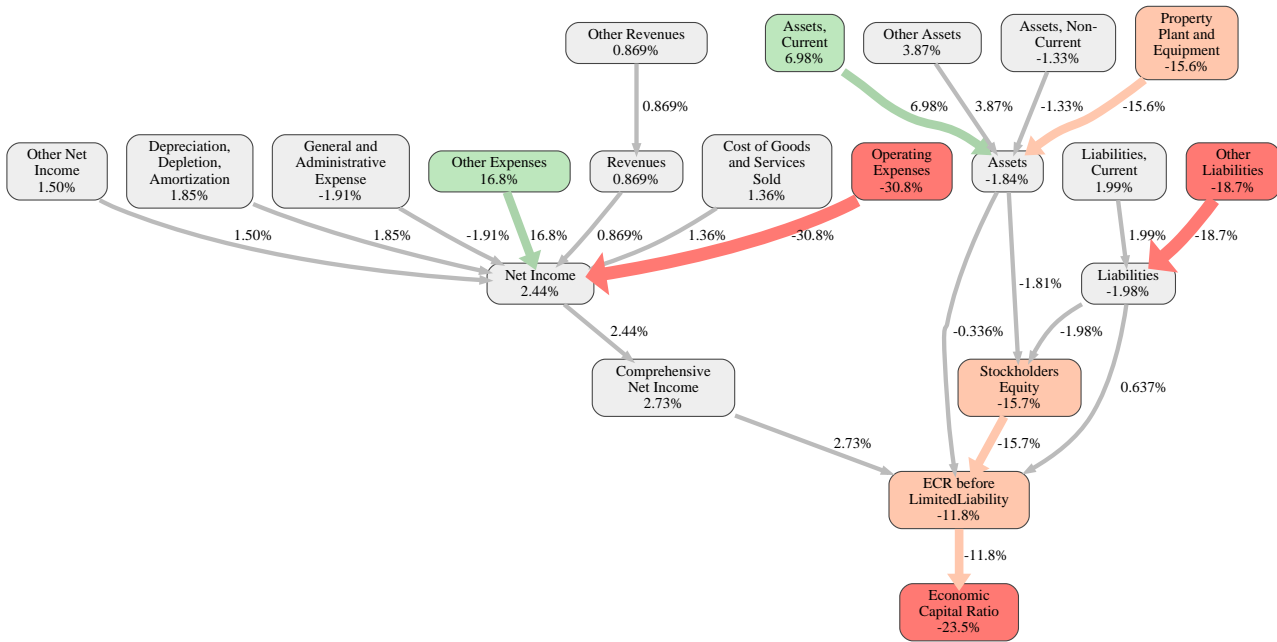 Other Revenues
0.869%
Assets,
Current
6.98%
Other Assets
3.87%
Assets, Non-
Current
-1.33%
Property
Plant and
Equipment
-15.6%
0.869%
6.98%
3.87%
-1.33%
-15.6%
Other Net
Income
1.50%
Depreciation,
Depletion,
Amortization
1.85%
General and
Administrative
Expense
-1.91%
Other Expenses
16.8%
Revenues
0.869%
Cost of Goods
and Services
Sold
1.36%
Operating
Expenses
-30.8%
Assets
-1.84%
Liabilities,
Current
1.99%
Other
Liabilities
-18.7%
1.50%
1.85%
-1.91%
16.8%
0.869%
1.36%
-30.8%
1.99%
-18.7%
Net Income
2.44%
-1.81%
Liabilities
-1.98%
2.44%
-0.336%
-1.98%
Comprehensive
Net Income
2.73%
Stockholders
Equity
-15.7%
0.637%
2.73%
-15.7%
ECR before
LimitedLiability
-11.8%
-11.8%
Economic
Capital Ratio
-23.5%